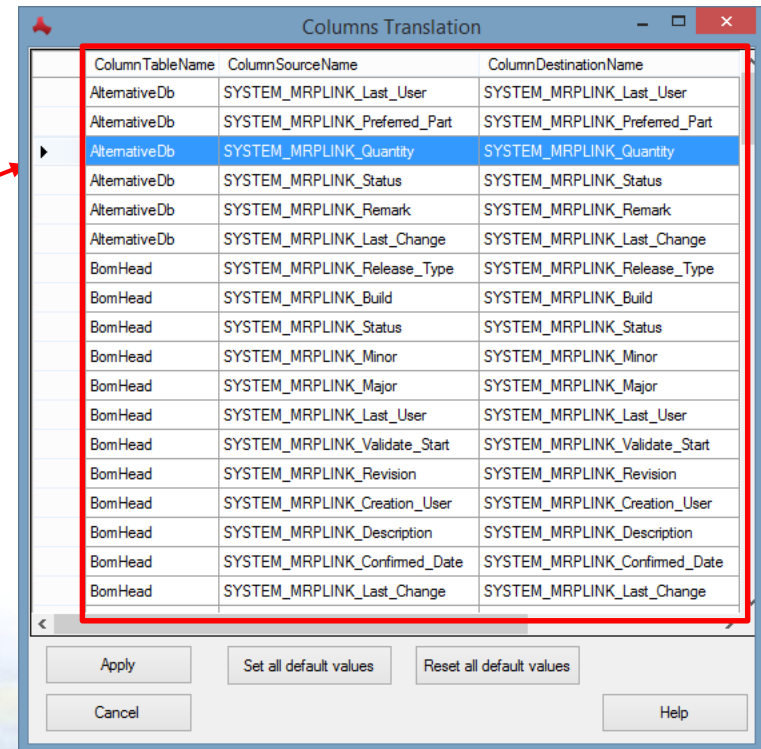 Columns Translation
ColumnTableName ColumnSourceName ColumnDestinationName
AlternativeDb SYSTEM_MRPLINK_Last_User SYSTEM_MRPLINK_Last_User
AlternativeDb SYSTEM_MRPLINK_Preferred_Part SYSTEM_MRPLINK_Preferred_Part
AlternativeDb SYSTEM_MRPLINK_Quantity SYSTEM_MRPLINK_Quantity
AlternativeDb SYSTEM_MRPLINK_Status SYSTEM_MRPLINK_Status
AlternativeDb SYSTEM_MRPLINK_Remark SYSTEM_MRPLINK_Remark
AlternativeDb SYSTEM_MRPLINK_Last_Change SYSTEM_MRPLINK_Last_Change
BomHead SYSTEM_MRPLINK_Release_Type SYSTEM_MRPLINK_Release_Type
BomHead SYSTEM_MRPLINK_Build SYSTEM_MRPLINK_Build
BomHead SYSTEM_MRPLINK_Status SYSTEM_MRPLINK_Status
BomHead SYSTEM_MRPLINK_Minor SYSTEM_MRPLINK_Minor
BomHead SYSTEM_MRPLINK_Major SYSTEM_MRPLINK_Major
BomHead SYSTEM_MRPLINK_Last_User SYSTEM_MRPLINK_Last_User
BomHead SYSTEM_MRPLINK_Validate_Start SYSTEM_MRPLINK_Validate_Start
BomHead SYSTEM_MRPLINK_Revision SYSTEM_MRPLINK_Revision
BomHead SYSTEM_MRPLINK_Creation_User SYSTEM_MRPLINK_Creation_User
BomHead SYSTEM_MRPLINK_Description SYSTEM_MRPLINK_Description
BomHead SYSTEM_MRPLINK_Confirmed_Date SYSTEM_MRPLINK_Confirmed_Date
BomHead SYSTEM_MRPLINK_Last_Change SYSTEM_MRPLINK_Last_Change
Apply Set all default values Reset all default values
Cancel Help